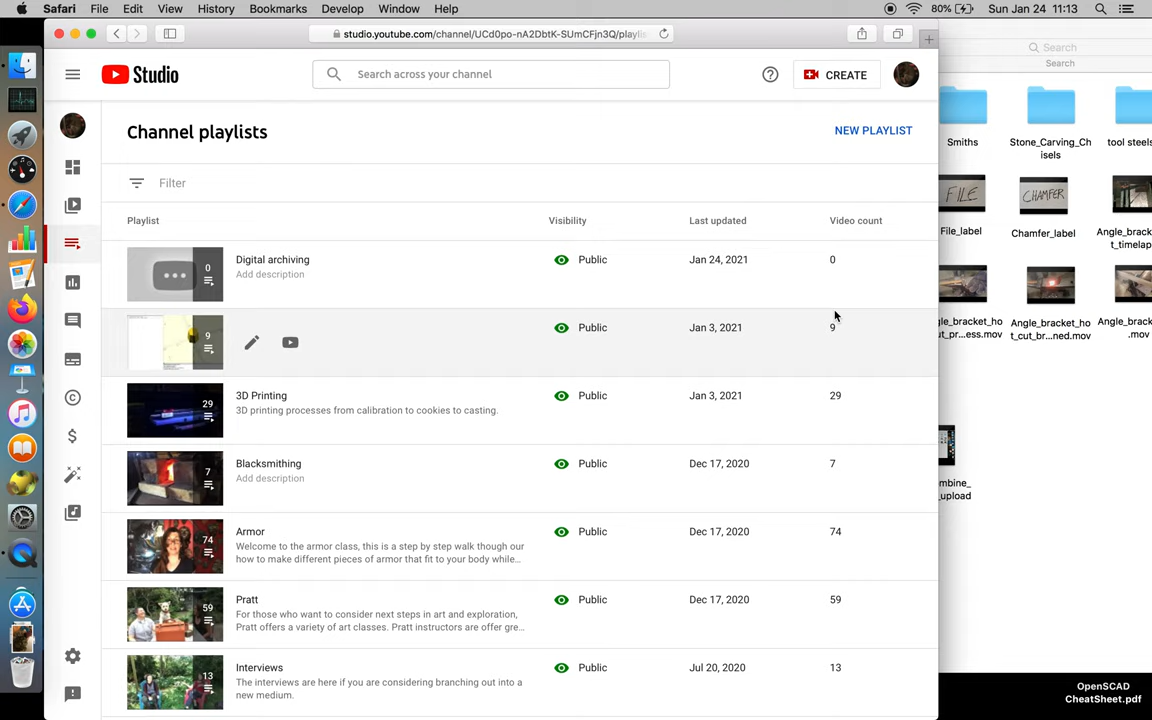 Safari File Edit View History Bookmarks Develop Window Help
80% Sun Jan 24 11:13
studio.youtube.com/channel/UCd0po-nA2DbtK-SUmCFjn3Q/playli
Studio
Search across your channel
CREATE
Channel playlists
NEW PLAYLIST
Filter
Playlist Visibility Last updated Video count
0
Digital archiving
Add description
Public
Jan 24, 2021
0
9
Public
Jan 3, 2021
9
29
3D Printing
3D printing processes from calibration to cookies to casting.
Public
Jan 3, 2021
29
7
Blacksmithing
Add description
Public
Dec 17, 2020
7
74
Armor
Welcome to the armor class, this is a step by step walk though our
how to make different pieces of armor that fit to your body while...
Public
Dec 17, 2020
74
59
Pratt
For those who want to consider next steps in art and exploration,
Pratt offers a variety of art classes. Pratt instructors are offer gre...
Public
Dec 17, 2020
59
13
Interviews
The interviews are here if you are considering branching out into a
new medium.
Public
Jul 20, 2020
13
Search
Search
Smiths
Stone_Carving_Ch
isels
tool steels
FILE
File_label
CHAMFER
Chamfer_label
Angle_bracket
t_timelap
gle_bracket_ho
t_cut_pr...ess.mov
Angle_bracket_ho
t_cut_br...ned.mov
Angle_brack
.mov
mbine_
_upload
OpenSCAD
CheatSheet.pdf